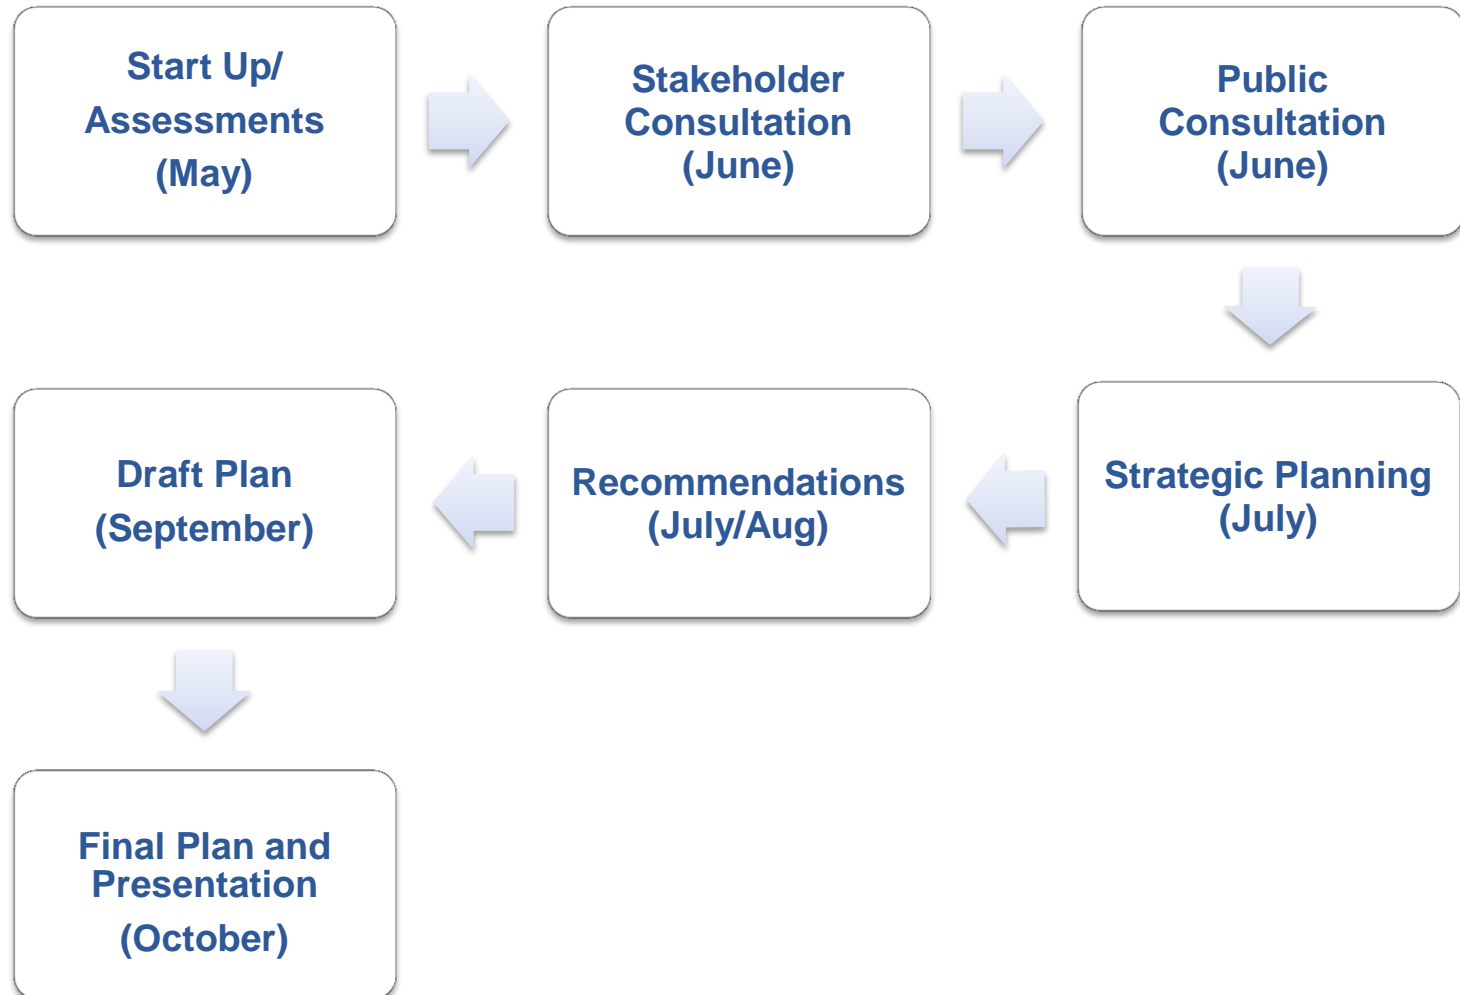 Start Up/
Assessments
(May)
Stakeholder
Consultation
(June)
Public
Consultation
(June)
Strategic Planning
(July)
Recommendations
(July/Aug)
Draft Plan
(September)
Final Plan and
Presentation
(October)